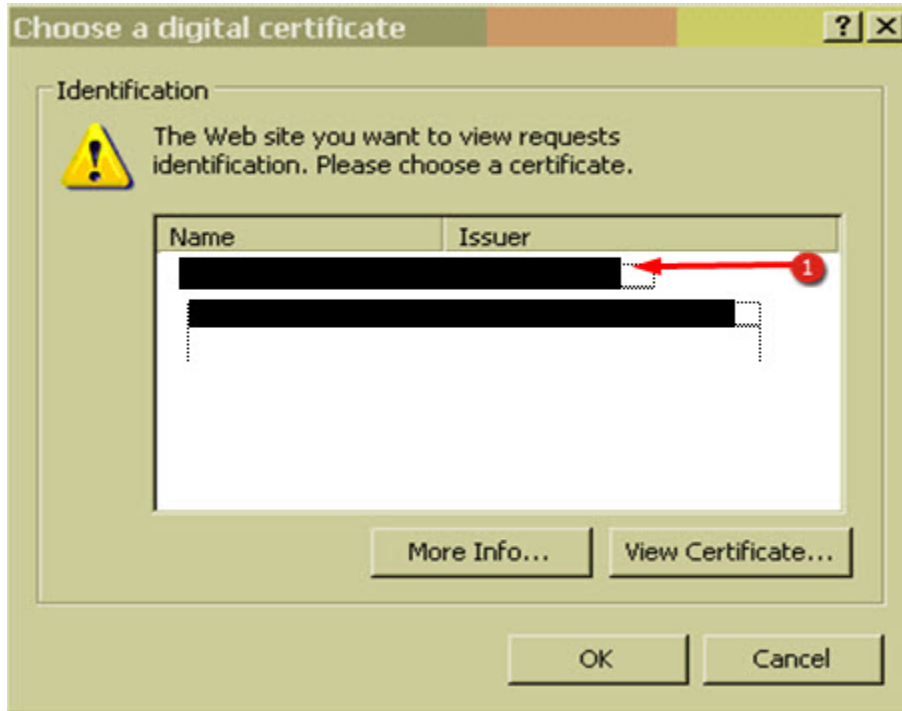 Choose a digital certificate
Identification
The Web site you want to view requests
identification. Please choose a certificate.
Name Issuer
1
More Info... View Certificate...
OK Cancel